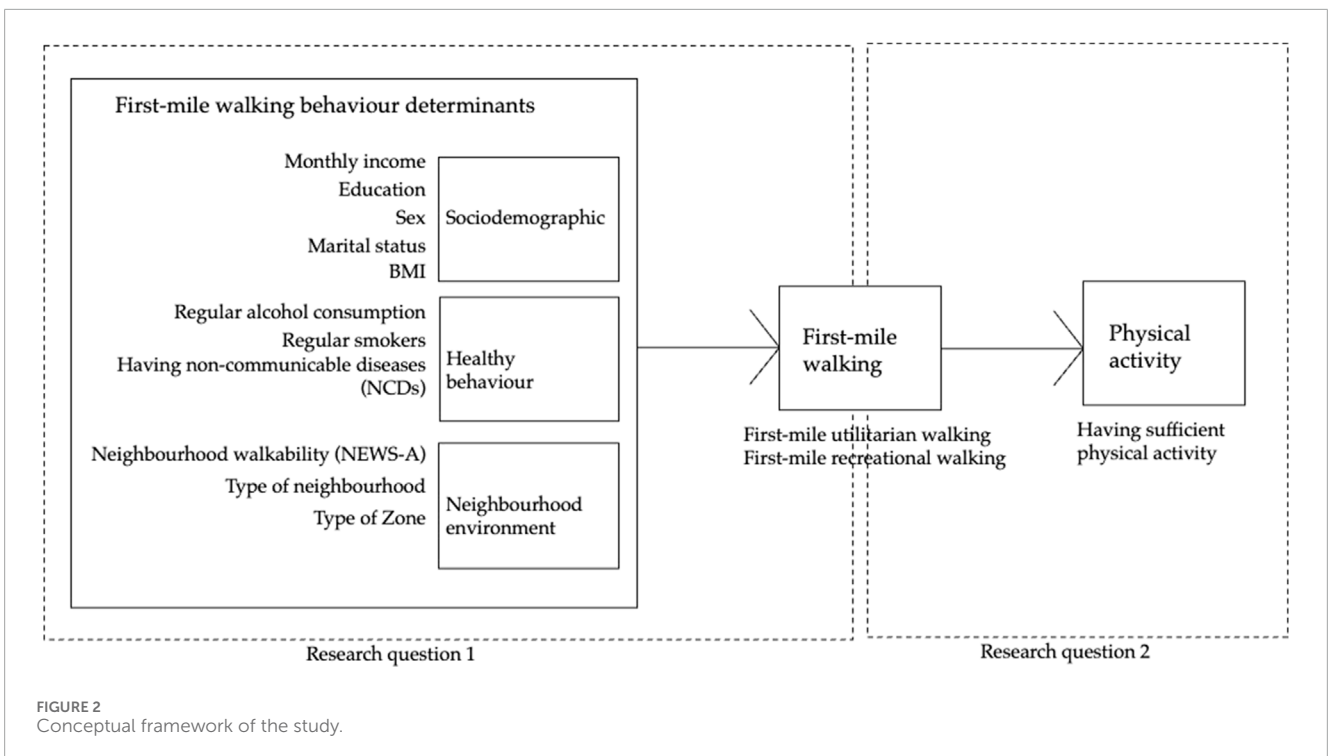 First-mile walking behaviour determinants
Monthly income
Education
Sex
Marital status
BMI
Sociodemographic
Regular alcohol consumption
Regular smokers
Having non-communicable diseases
(NCDs)
Healthy
behaviour
Neighbourhood walkability (NEWS-A)
Type of neighbourhood
Type of Zone
Neighbourhood
environment
First-mile
walking
First-mile utilitarian walking
First-mile recreational walking
Physical
activity
Having sufficient
physical activity
Research question 1
Research question 2
FIGURE 2
Conceptual framework of the study.